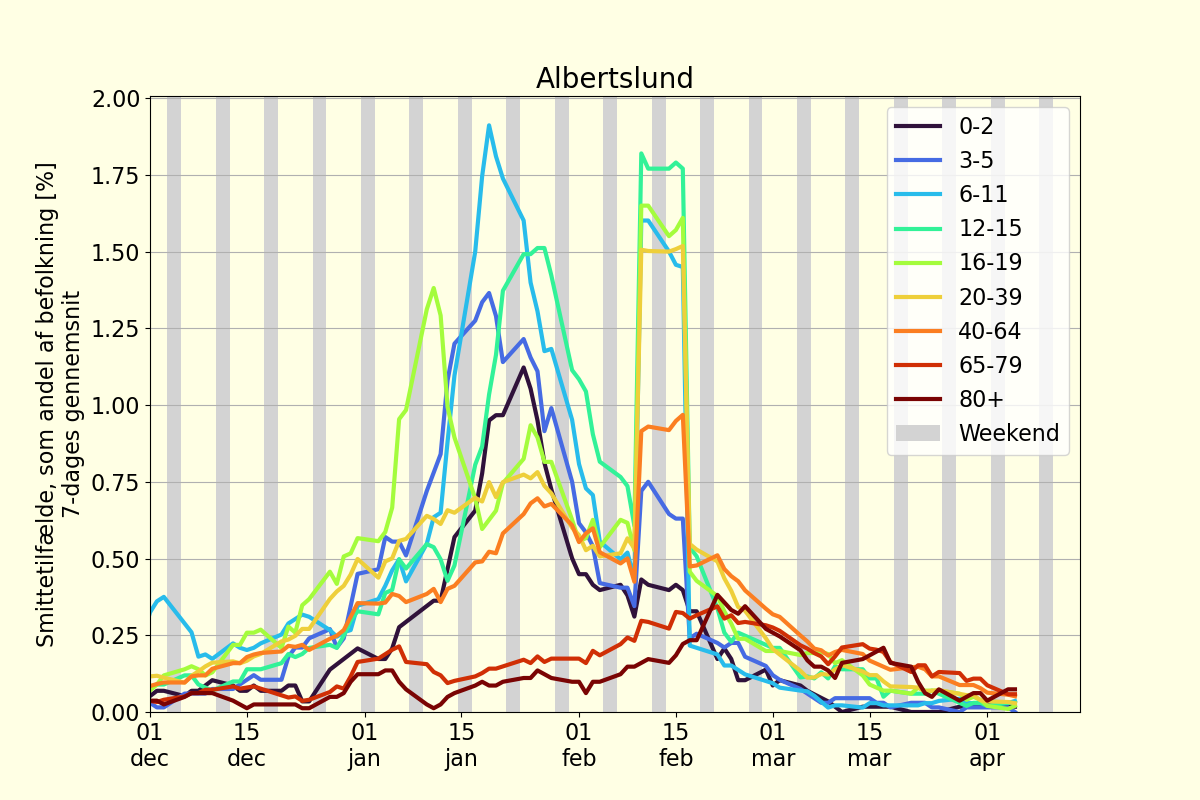 Albertslund
Smittetilfælde, som andel af befolkning [%]
7-dages gennemsnit
2.00
1.75
1.50
1.25
1.00
0.75
0.50
0.25
0.00
01 dec
15 dec
01 jan
15 jan
01 feb
15 feb
01 mar
15 mar
01 apr
0-2
3-5
6-11
12-15
16-19
20-39
40-64
65-79
80+
Weekend